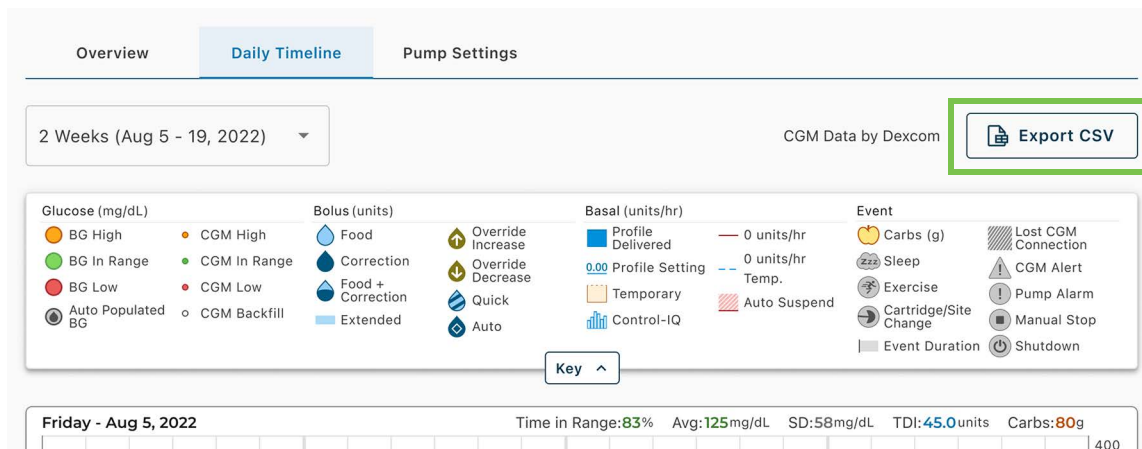 Overview Daily Timeline Pump Settings
2 Weeks (Aug 5 - 19, 2022)
CGM Data by Dexcom
Export CSV
Glucose (mg/dL)
BG High
CGM High
BG In Range
CGM In Range
BG Low
CGM Low
Auto Populated
BG
CGM Backfill
Bolus (units)
Food
Correction
Food +
Correction
Extended
Override
Increase
Override
Decrease
Quick
Auto
Basal (units/hr)
Profile
Delivered
0.00 Profile Setting
Temporary
Control-IQ
0 units/hr
0 units/hr
Temp.
Auto Suspend
Event
Carbs (g)
Zzz Sleep
Exercise
Cartridge/Site
Change
Event Duration
Lost CGM
Connection
! CGM Alert
! Pump Alarm
Manual Stop
Shutdown
Key
Friday - Aug 5, 2022 Time in Range:83% Avg:125mg/dL SD:58mg/dL TDI:45.0units Carbs:80g
400